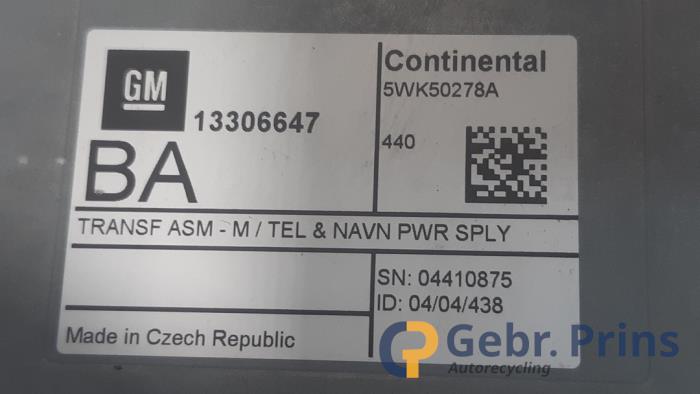 GM
13306647
BA
Continental
5WK50278A
440
TRANSF ASM - M / TEL & NAVN PWR SPLY
SN: 04410875
ID: 04/04/438
Made in Czech Republic
Gebr. Prins
Autorecycling